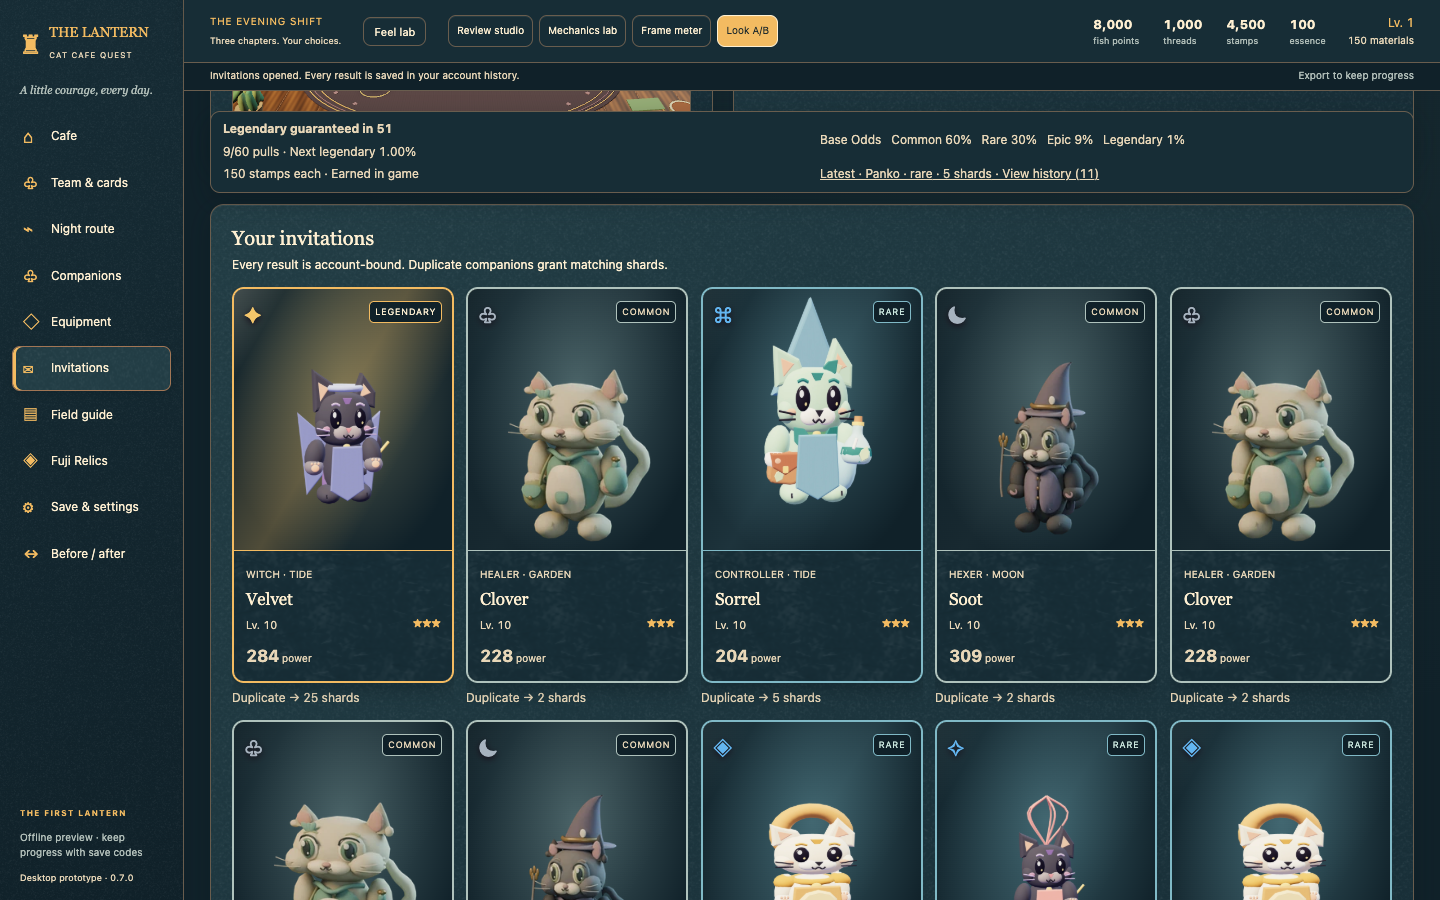 THE LANTERN
CAT CAFE QUEST
A little courage, every day.
Cafe
Team & cards
Night route
Companions
Equipment
Invitations
Field guide
Fuji Relics
Save & settings
Before / after
THE FIRST LANTERN
Offline preview · keep
progress with save codes
Desktop prototype · 0.7.0
THE EVENING SHIFT
Three chapters. Your choices.
Feel lab
Review studio
Mechanics lab
Frame meter
Look A/B
8,000 fish points
1,000 threads
4,500 stamps
100 essence
Lv. 1
150 materials
Invitations opened. Every result is saved in your account history.
Export to keep progress
Legendary guaranteed in 51
9/60 pulls · Next legendary 1.00%
150 stamps each · Earned in game
Base Odds Common 60% Rare 30% Epic 9% Legendary 1%
Latest · Panko · rare · 5 shards · View history (11)
Your invitations
Every result is account-bound. Duplicate companions grant matching shards.
LEGENDARY
WITCH · TIDE
Velvet
Lv. 10
284 power
Duplicate → 25 shards
COMMON
HEALER · GARDEN
Clover
Lv. 10
228 power
Duplicate → 2 shards
RARE
CONTROLLER · TIDE
Sorrel
Lv. 10
204 power
Duplicate → 5 shards
COMMON
HEXER · MOON
Soot
Lv. 10
309 power
Duplicate → 2 shards
COMMON
HEALER · GARDEN
Clover
Lv. 10
228 power
Duplicate → 2 shards
COMMON
COMMON
RARE
RARE
RARE